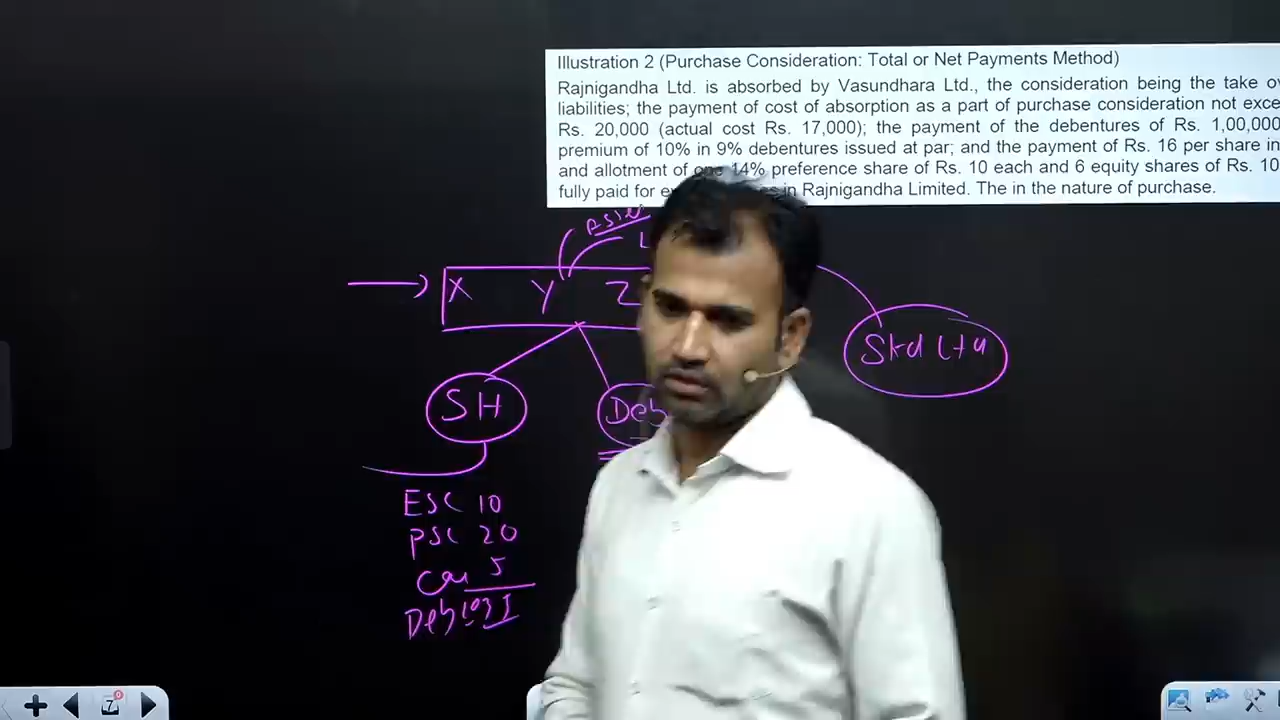 Illustration 2 (Purchase Consideration: Total or Net Payments Method)
Rajnigandha Ltd. is absorbed by Vasundhara Ltd., the consideration being the take
liabilities; the payment of cost of absorption as a part of purchase consideration not
Rs. 20,000 (actual cost Rs. 17,000); the payment of the debentures of Rs. 1,00,000
premium of 10% in 9% debentures issued at par; and the payment of Rs. 16 per share in
and allotment of one 14% preference share of Rs. 10 each and 6 equity shares of Rs. 10
fully paid for in Rajnigandha Limited. The in the nature of purchase.
X Y Z
SH
Deb
ESC 10
PSC 20
5
7